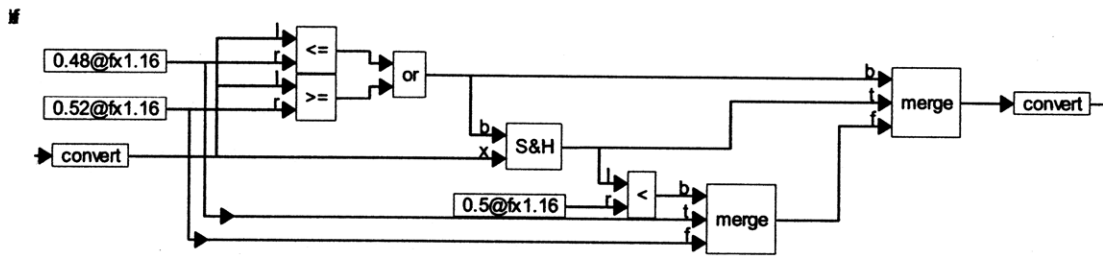 l
<=
0.48@fx1.16
r
or
l
b
>=
0.52@fx1.16
r
t
merge
convert
f
b
S&H
convert
x
l
<
b
0.5@fx1.16
r
t
merge
f